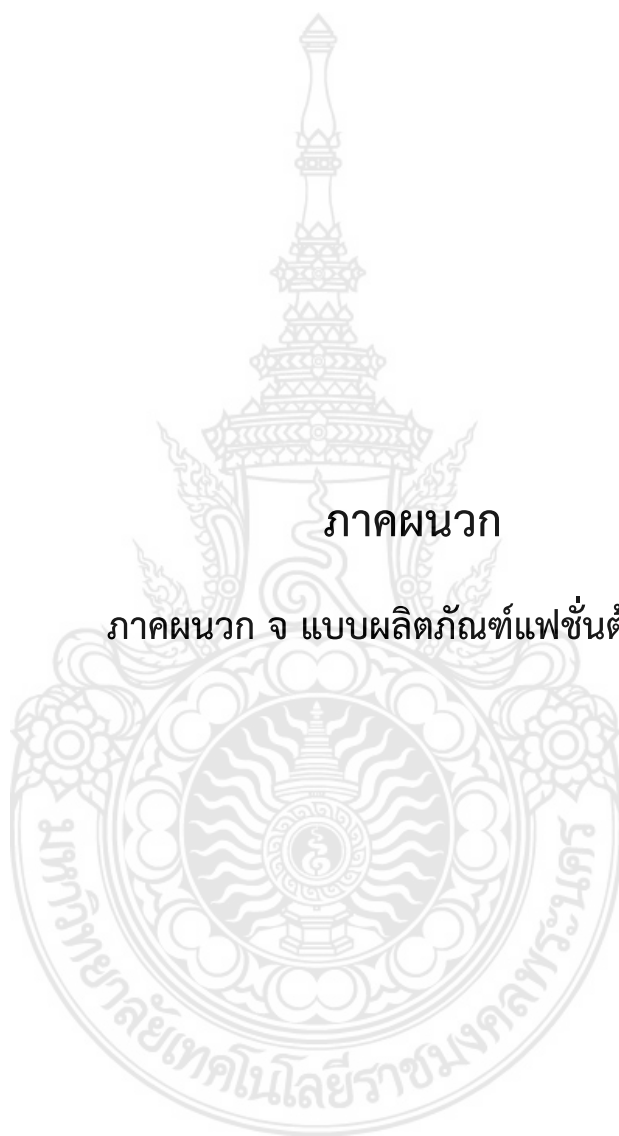 ภาคผนวก
ภาคผนวก จ แบบผลิตภัณฑ์แฟชั่น
มหาวิทยาลัยเทคโนโลยีราชมงคลพระนคร